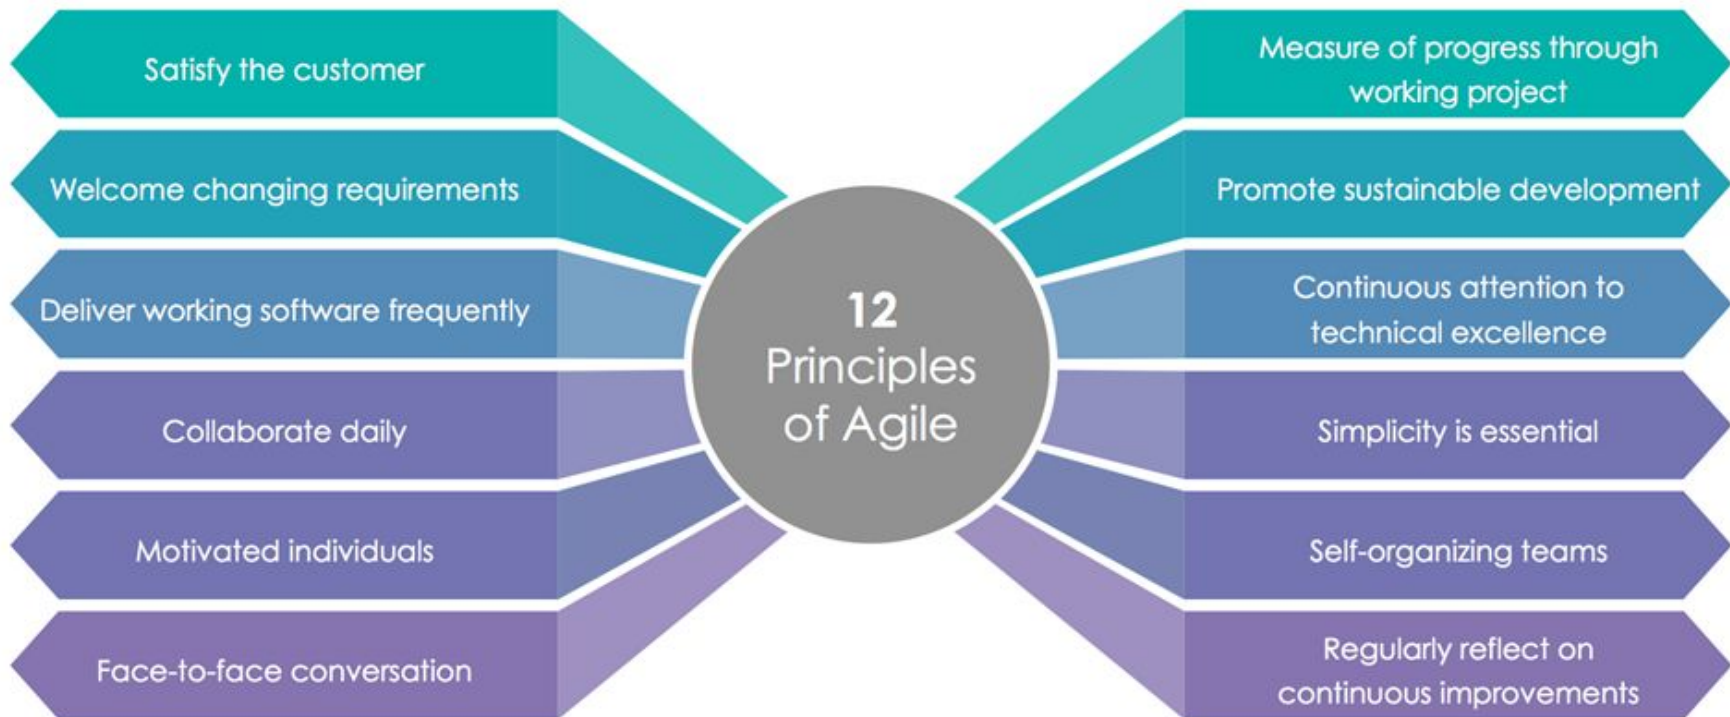 Satisfy the customer
Welcome changing requirements
Deliver working software frequently
Collaborate daily
Motivated individuals
Face-to-face conversation
12
Principles
of Agile
Measure of progress through
working project
Promote sustainable development
Continuous attention to
technical excellence
Simplicity is essential
Self-organizing teams
Regularly reflect on
continuous improvements